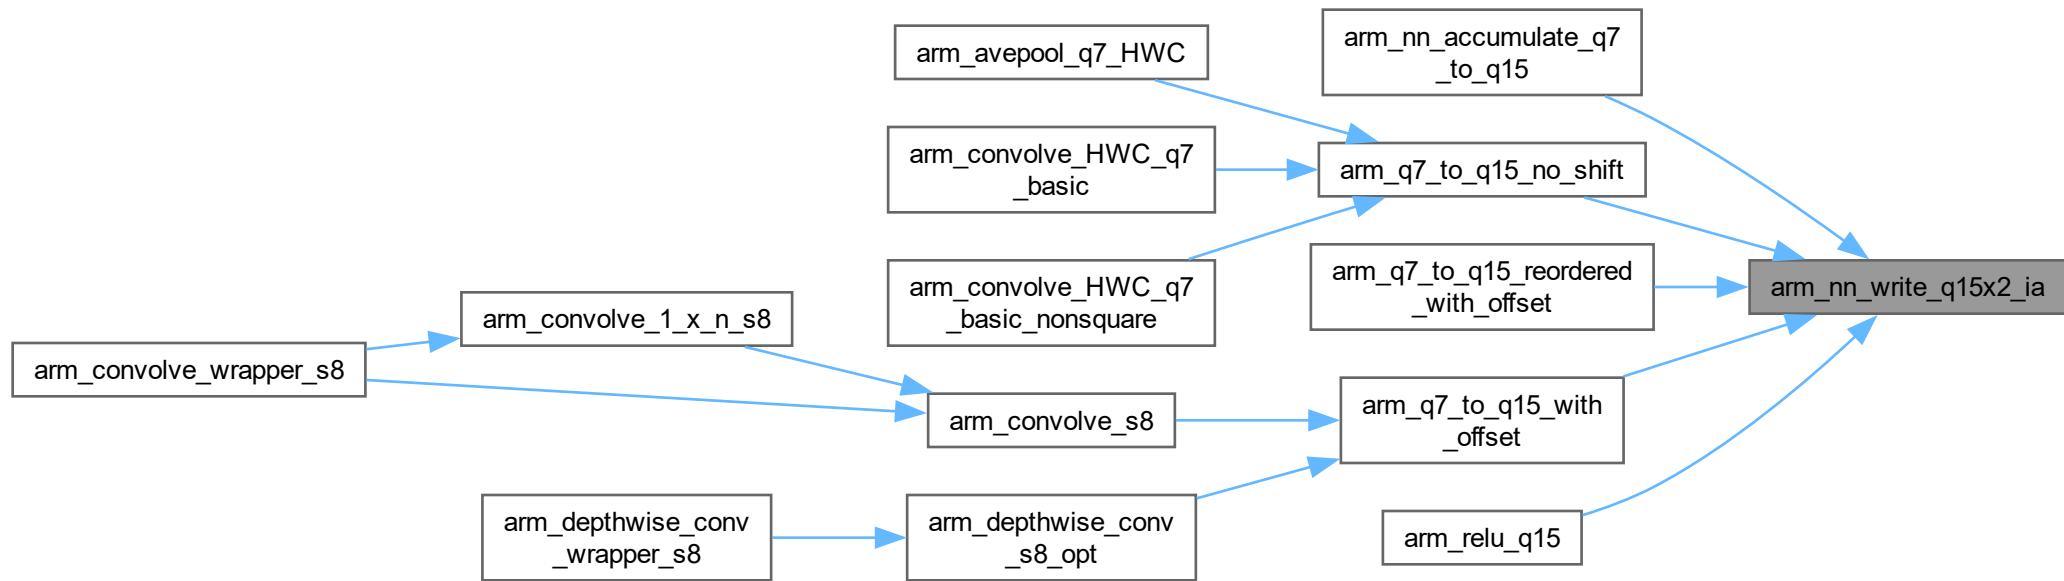 arm_avepool_q7_HWC
arm_nn_accumulate_q7
_to_q15
arm_convolve_HWC_q7
_basic
arm_q7_to_q15_no_shift
arm_convolve_HWC_q7
_basic_nonsquare
arm_q7_to_q15_reordered
_with_offset
arm_nn_write_q15x2_ia
arm_convolve_1_x_n_s8
arm_convolve_wrapper_s8
arm_convolve_s8
arm_q7_to_q15_with
_offset
arm_depthwise_conv
_wrapper_s8
arm_depthwise_conv
_s8_opt
arm_relu_q15